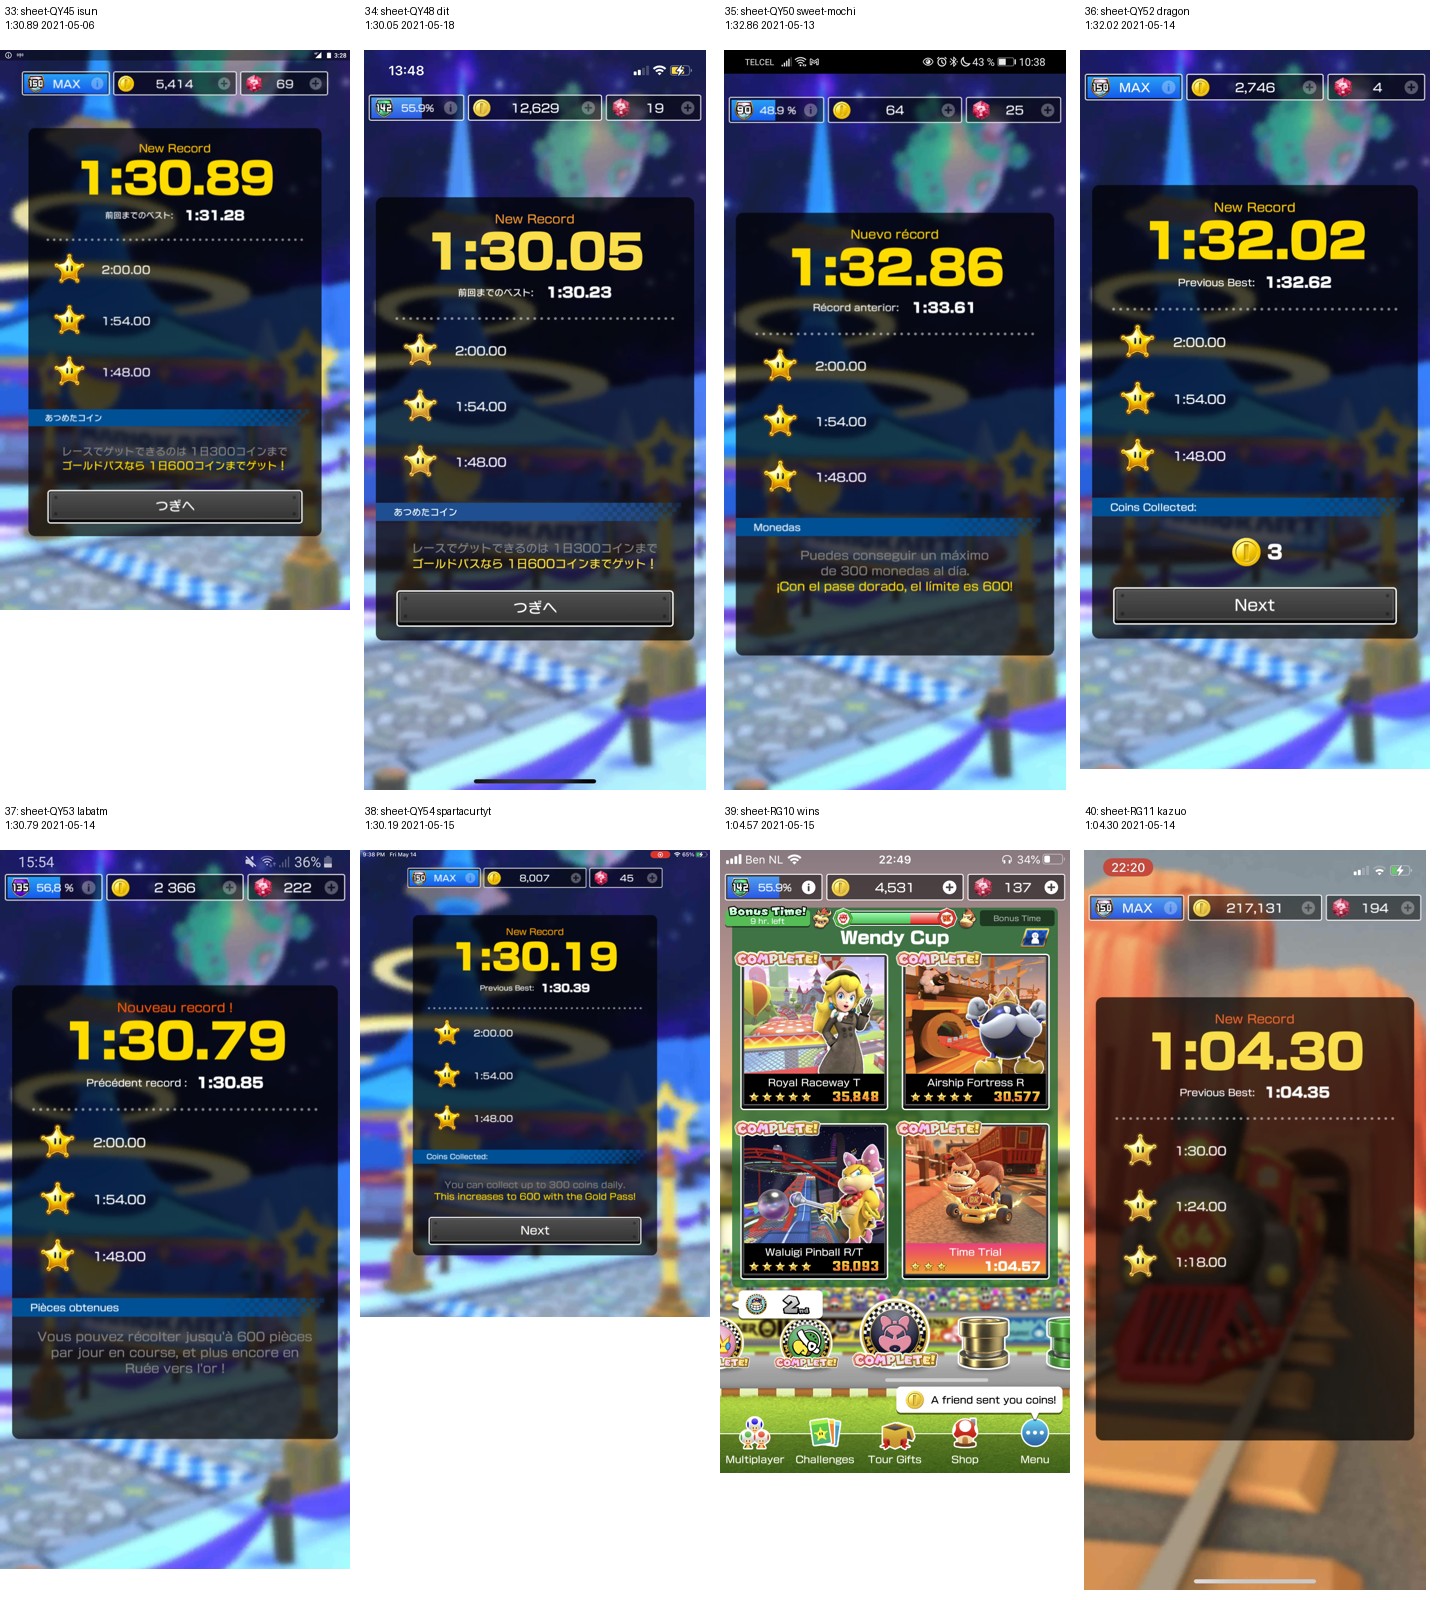 33: sheet-QY45 isun
1:30.89 2021-05-06
3:28
150 MAX 5,414 69
New Record
1:30.89
前回までのベスト: 1:31.28
2:00.00
1:54.00
1:48.00
あつめたコイン
レースでゲットできるのは 1日300コインまで
ゴールドパスなら 1日600コインまでゲット！
つぎへ
34: sheet-QY48 dit
1:30.05 2021-05-18
13:48
142 55.9% 12,629 19
New Record
1:30.05
前回までのベスト: 1:30.23
2:00.00
1:54.00
1:48.00
あつめたコイン
レースでゲットできるのは 1日300コインまで
ゴールドパスなら 1日600コインまでゲット！
つぎへ
35: sheet-QY50 sweet-mochi
1:32.86 2021-05-13
TELCEL 43 % 10:38
90 48.9 % 64 25
Nuevo récord
1:32.86
Récord anterior: 1:33.61
2:00.00
1:54.00
1:48.00
Monedas
Puedes conseguir un máximo
de 300 monedas al día.
¡Con el pase dorado, el límite es 600!
36: sheet-QY52 dragon
1:32.02 2021-05-14
150 MAX 2,746 4
New Record
1:32.02
Previous Best: 1:32.62
2:00.00
1:54.00
1:48.00
Coins Collected:
3
Next
37: sheet-QY53 labatm
1:30.79 2021-05-14
15:54 36%
135 56,8 % 2 366 222
Nouveau record !
1:30.79
Précédent record : 1:30.85
2:00.00
1:54.00
1:48.00
Pièces obtenues
Vous pouvez récolter jusqu'à 600 pièces
par jour en course, et plus encore en
Ruée vers l'or !
38: sheet-QY54 spartacurtyt
1:30.19 2021-05-15
9:38 PM Fri May 14 65%
150 MAX 8,007 45
New Record
1:30.19
Previous Best: 1:30.39
2:00.00
1:54.00
1:48.00
Coins Collected:
You can collect up to 300 coins daily.
This increases to 600 with the Gold Pass!
Next
39: sheet-RG10 wins
1:04.57 2021-05-15
Ben NL 22:49 34%
142 55.9% 4,531 137
Bonus Time!
9 hr. left
Bonus Time
Wendy Cup
COMPLETE! COMPLETE!
Royal Raceway T Airship Fortress R
35,848 30,577
COMPLETE! COMPLETE!
Waluigi Pinball R/T Time Trial
36,093 1:04.57
2nd
COMPLETE! COMPLETE!
A friend sent you coins!
Multiplayer Challenges Tour Gifts Shop Menu
40: sheet-RG11 kazuo
1:04.30 2021-05-14
22:20
150 MAX 217,131 194
New Record
1:04.30
Previous Best: 1:04.35
1:30.00
1:24.00
1:18.00